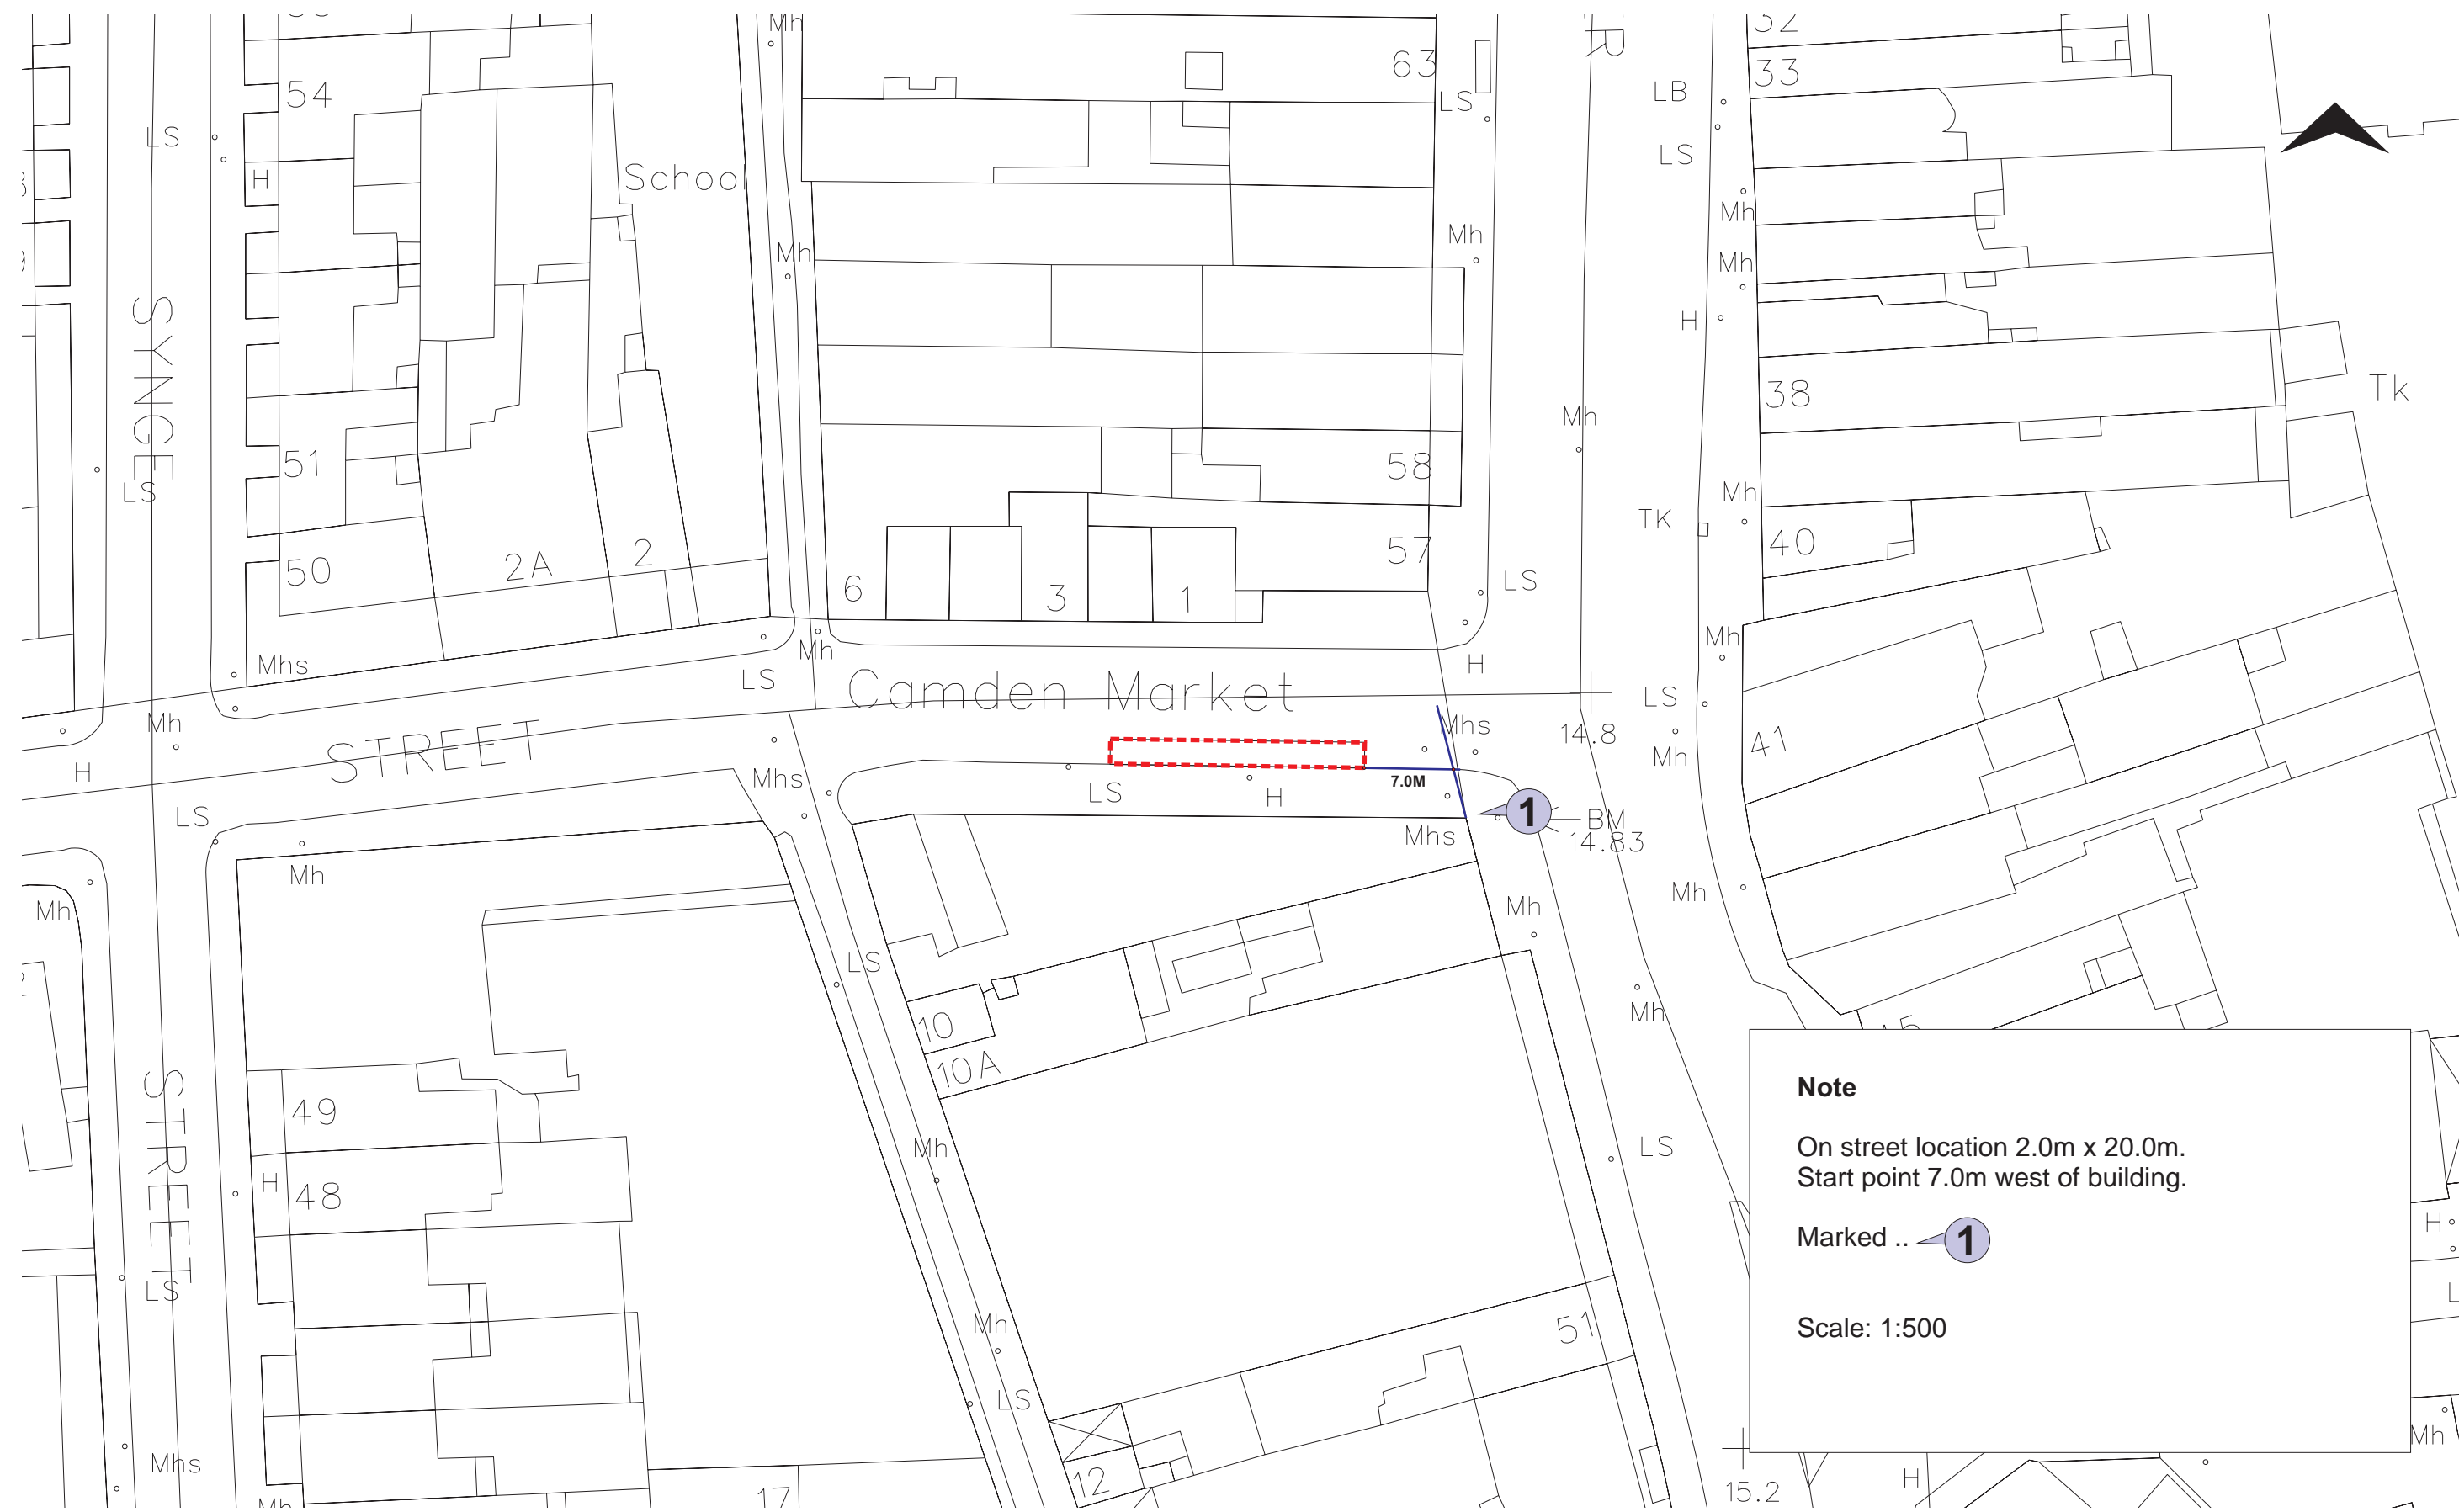 Mh
32
63
33
54
LS
LB
LS
LS
H
School
Mh
Mh
Mh
Mh
SYNGE
H
38
Tk
Mh
51
58
LS
Mh
TK
40
57
50
2A
2
6
3
1
LS
Mh
Mhs
Mh
H
LS
Camden Market
LS
Mh
STREET
Mhs
14.8
41
Mh
H
Mhs
7.0M
LS
H
LS
1
BM
14.83
Mhs
Mh
Mh
Mh
Mh
LS
10
Mh
10A
STREET
49
Note
Mh
LS
On street location 2.0m x 20.0m.
Start point 7.0m west of building.
H
48
H
Marked .. 1
LS
Mh
51
Scale: 1:500
LS
Mh
Mhs
12
H
15.2
17
Mh